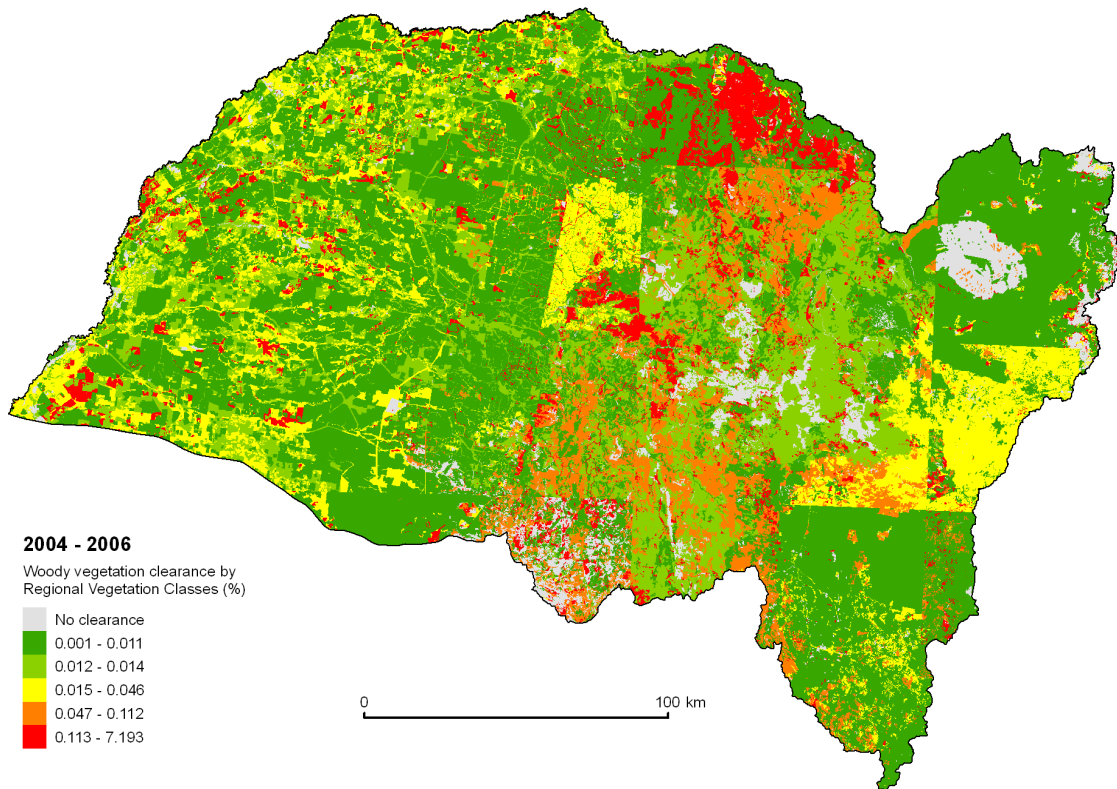 2004 - 2006
Woody vegetation clearance by
Regional Vegetation Classes (%)
No clearance
0.001 - 0.011
0.012 - 0.014
0.015 - 0.046
0.047 - 0.112
0.113 - 7.193
0 100 km